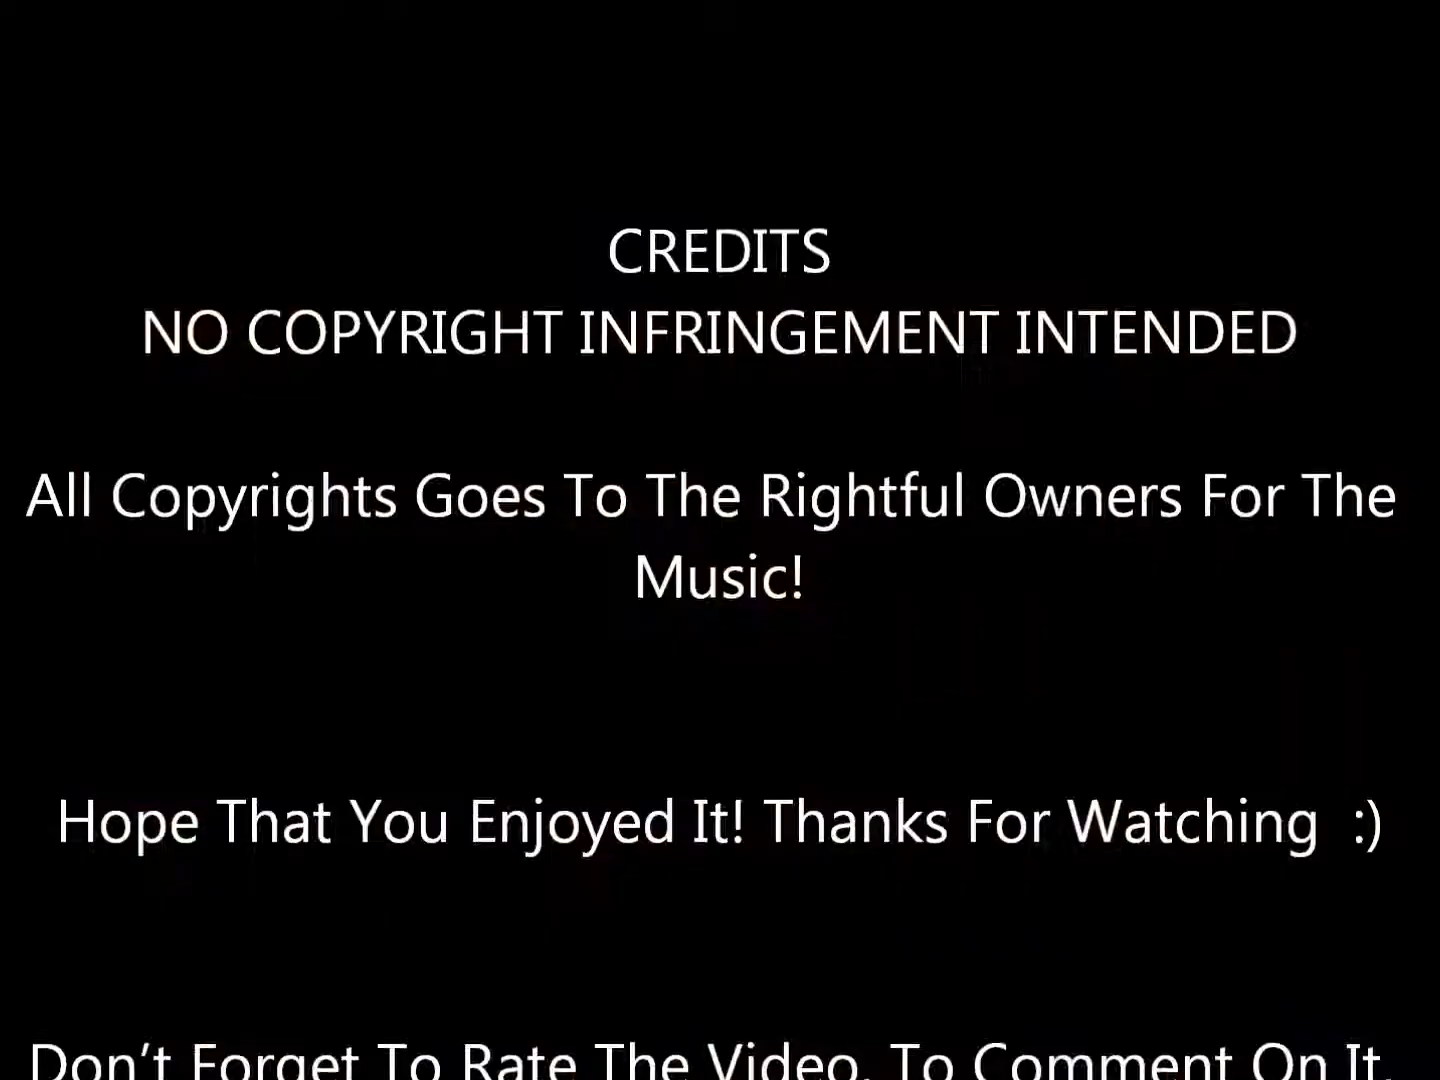 CREDITS
NO COPYRIGHT INFRINGEMENT INTENDED
All Copyrights Goes To The Rightful Owners For The
Music!
Hope That You Enjoyed It! Thanks For Watching  :)
Don’t Forget To Rate The Video, To Comment On It,